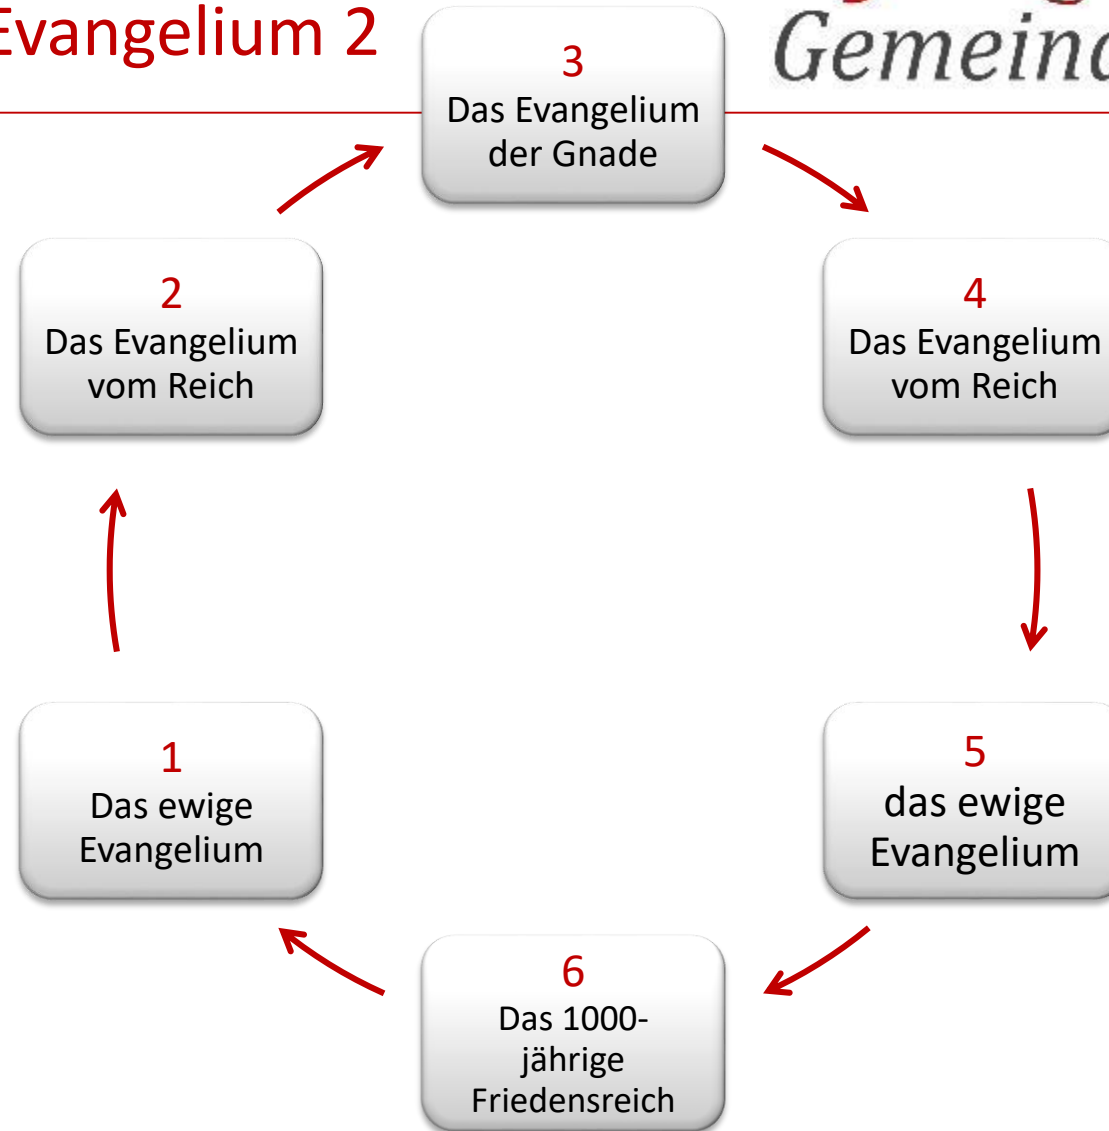 Evangelium 2
3
Das Evangelium
der Gnade
2
Das Evangelium
vom Reich
4
Das Evangelium
vom Reich
1
Das ewige
Evangelium
5
das ewige
Evangelium
6
Das 1000-
jährige
Friedensreich